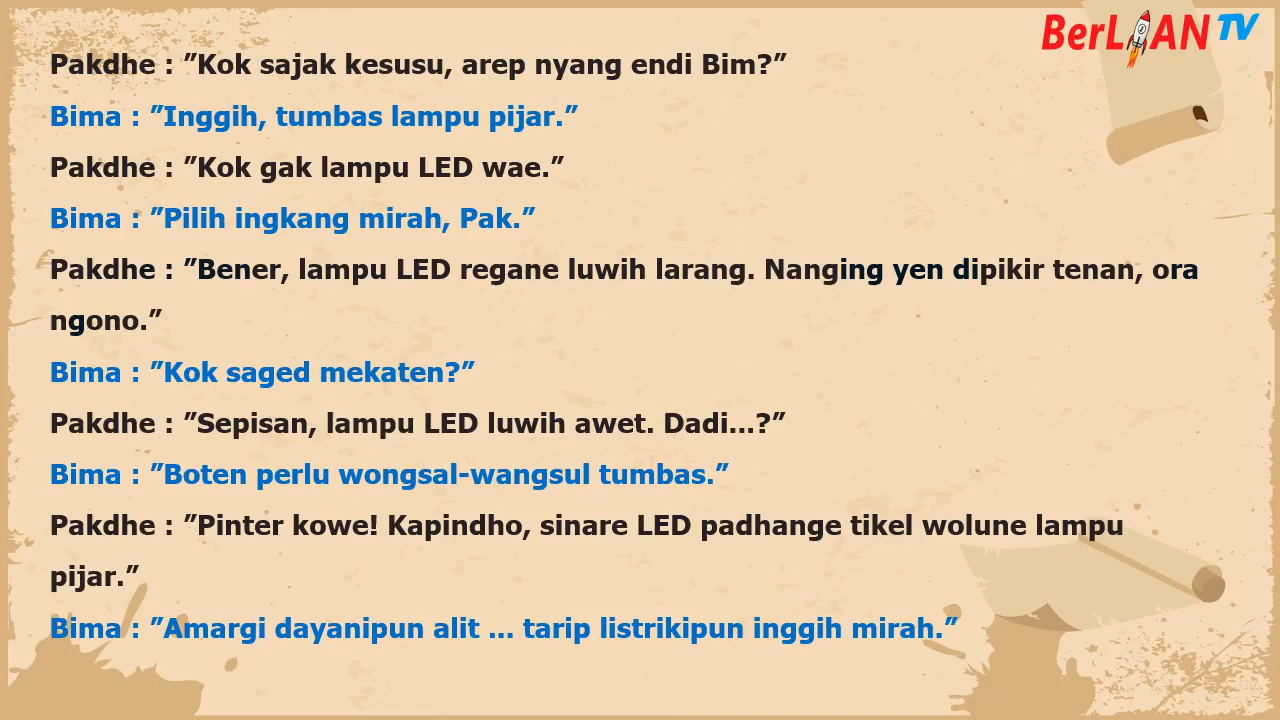 BerLIAN TV
Pakdhe : ”Kok sajak kesusu, arep nyang endi Bim?”
Bima : ”Inggih, tumbas lampu pijar.”
Pakdhe : ”Kok gak lampu LED wae.”
Bima : ”Pilih ingkang mirah, Pak.”
Pakdhe : ”Bener, lampu LED regane luwih larang. Nanging yen dipikir tenan, ora
ngono.”
Bima : ”Kok saged mekaten?”
Pakdhe : ”Sepisan, lampu LED luwih awet. Dadi...?”
Bima : ”Boten perlu wongsal-wangsul tumbas.”
Pakdhe : ”Pinter kowe! Kapindho, sinare LED padhange tikel wolune lampu
pijar.”
Bima : ”Amargi dayanipun alit ... tarip listrikipun inggih mirah.”